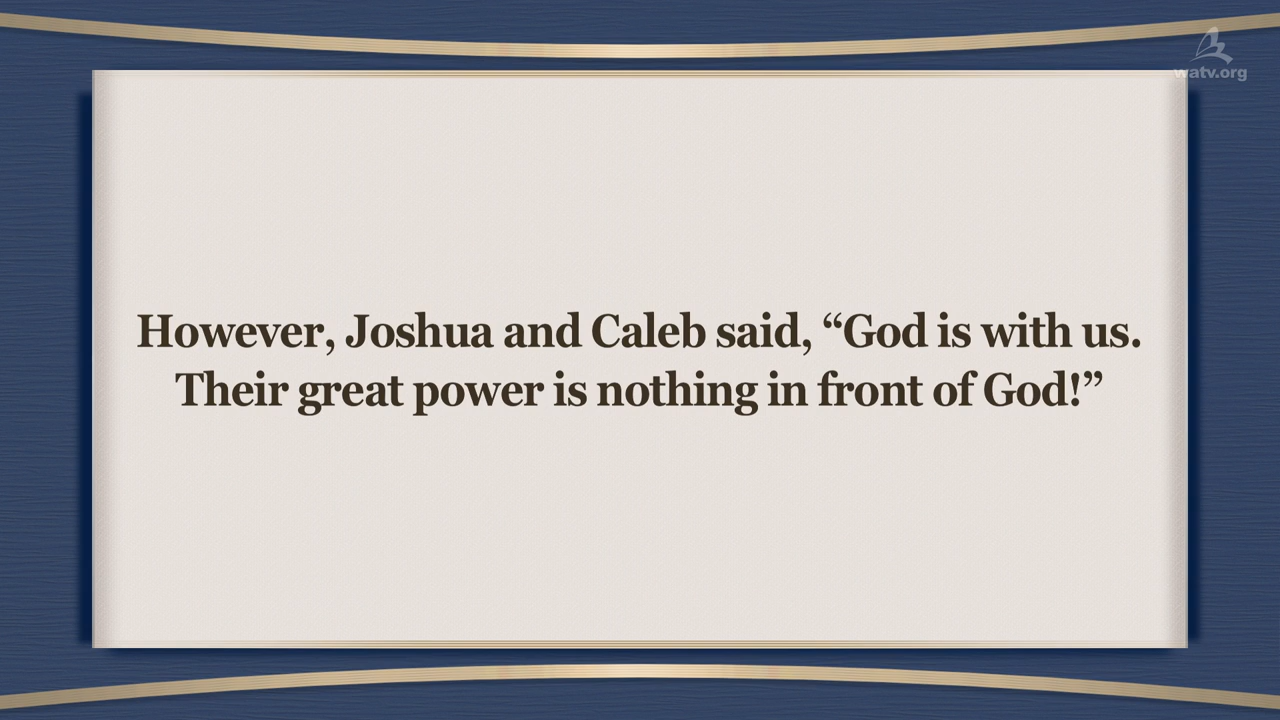 watv.org
However, Joshua and Caleb said, “God is with us.
Their great power is nothing in front of God!”